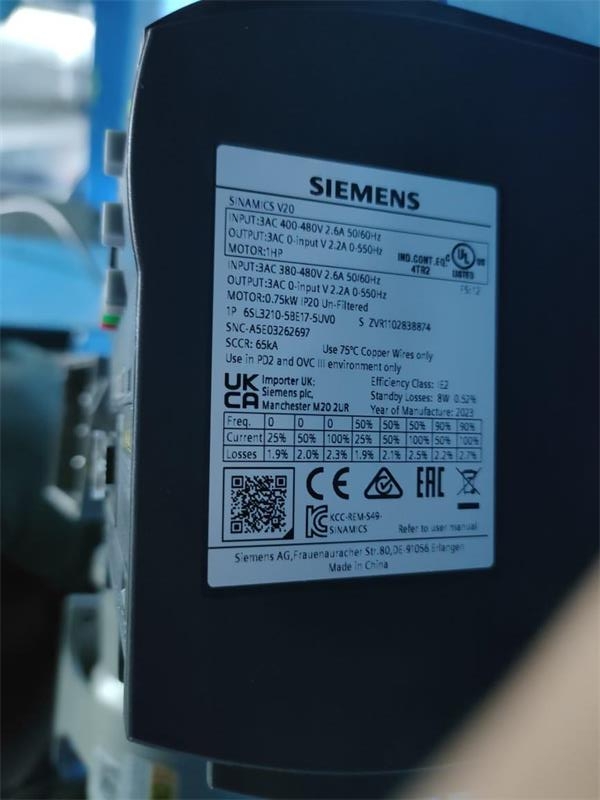 SIEMENS
SINAMICS V20
INPUT:3AC 400-480V 2.6A 50/60Hz
OUTPUT:3AC 0-input V 2.2A 0-550Hz
MOTOR:1HP
IND.CONT.EQ.
4TR2
C UL US
LISTED
INPUT:3AC 380-480V 2.6A 50/60Hz
OUTPUT:3AC 0-input V 2.2A 0-550Hz
MOTOR:0.75kW IP20 Un-Filtered
1P 6SL3210-5BE17-5UV0 S ZVR1102838874
SNC-A5E03262697
SCCR: 65kA Use 75℃ Copper Wires only
Use in PD2 and OVC III environment only
UK
CA
Importer UK:
Siemens plc,
Manchester M20 2UR
Efficiency Class: IE2
Standby Losses: 8W 0.52%
Year of Manufacture: 2023
Freq. 0 0 0 50% 50% 50% 90% 90%
Current 25% 50% 100% 25% 50% 100% 50% 100%
Losses 1.9% 2.0% 2.3% 1.9% 2.1% 2.5% 2.2% 2.7%
CE EAC
KCC-REM-S49-
SINAMICS
Refer to user manual
Siemens AG,Frauenauracher Str.80,DE-91056 Erlangen
Made in China